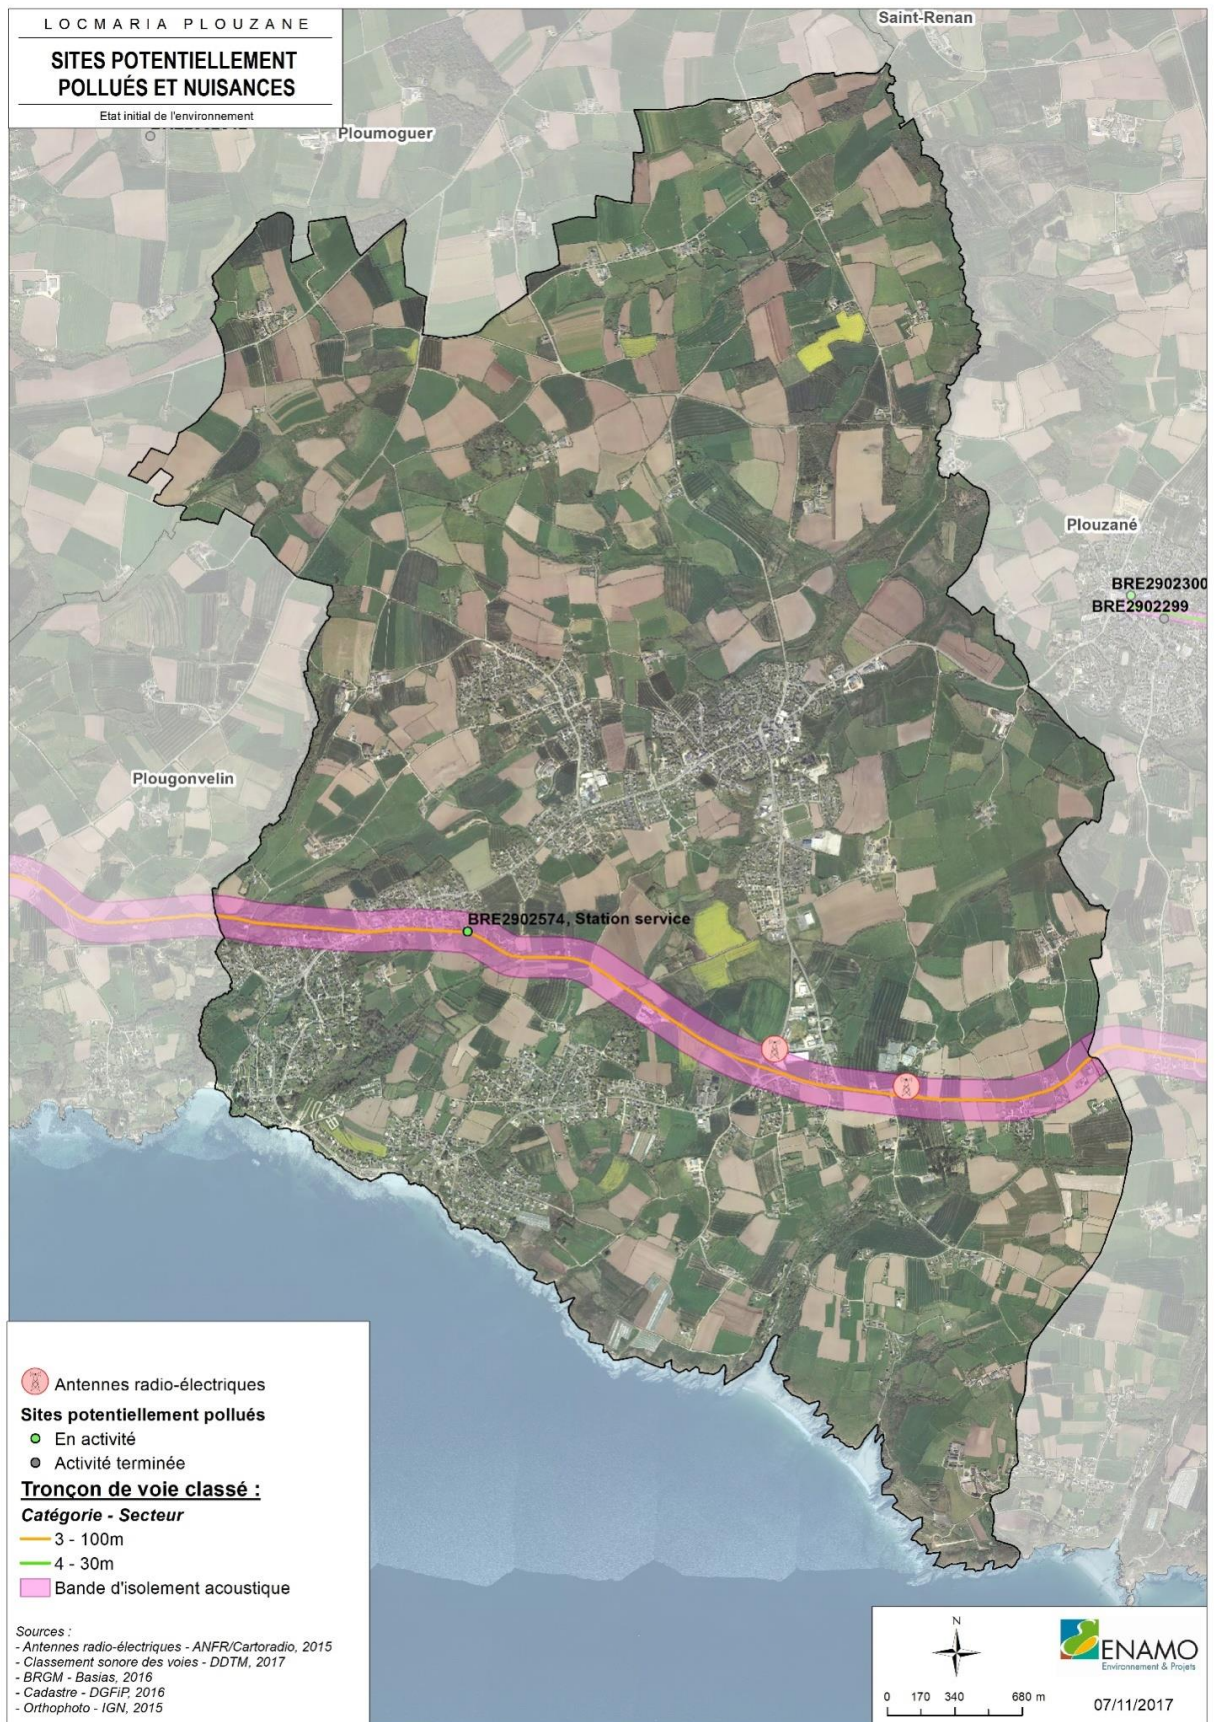 LOCMARIA PLOUZANE
SITES POTENTIELLEMENT
POLLUÉS ET NUISANCES
Etat initial de l'environnement
Saint-Renan
Ploumoguer
Plouzané
BRE2902300
BRE2902299
Plougonvelin
BRE2902574, Station service
Antennes radio-électriques
Sites potentiellement pollués
En activité
Activité terminée
Tronçon de voie classé :
Catégorie - Secteur
3 - 100m
4 - 30m
Bande d'isolement acoustique
Sources :
- Antennes radio-électriques - ANFR/Cartoradio, 2015
- Classement sonore des voies - DDTM, 2017
- BRGM - Basias, 2016
- Cadastre - DGFiP, 2016
- Orthophoto - IGN, 2015
N
0 170 340 680 m
ENAMO
Environnement & Projets
07/11/2017